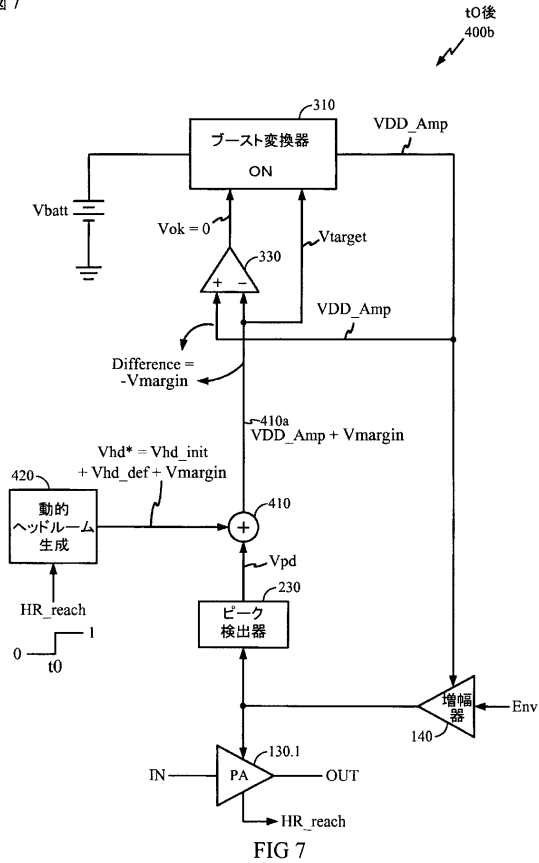 図 7
t0後
400b
310
ブースト変換器
ON
VDD_Amp
Vbatt
Vok = 0
Vtarget
330
+ −
VDD_Amp
Difference =
-Vmargin
410a
VDD_Amp + Vmargin
Vhd* = Vhd_init
+ Vhd_def + Vmargin
420
動的
ヘッドルーム
生成
+
410
Vpd
HR_reach
0
1
t0
230
ピーク
検出器
増幅器
Env
140
130.1
IN
PA
OUT
HR_reach
FIG 7